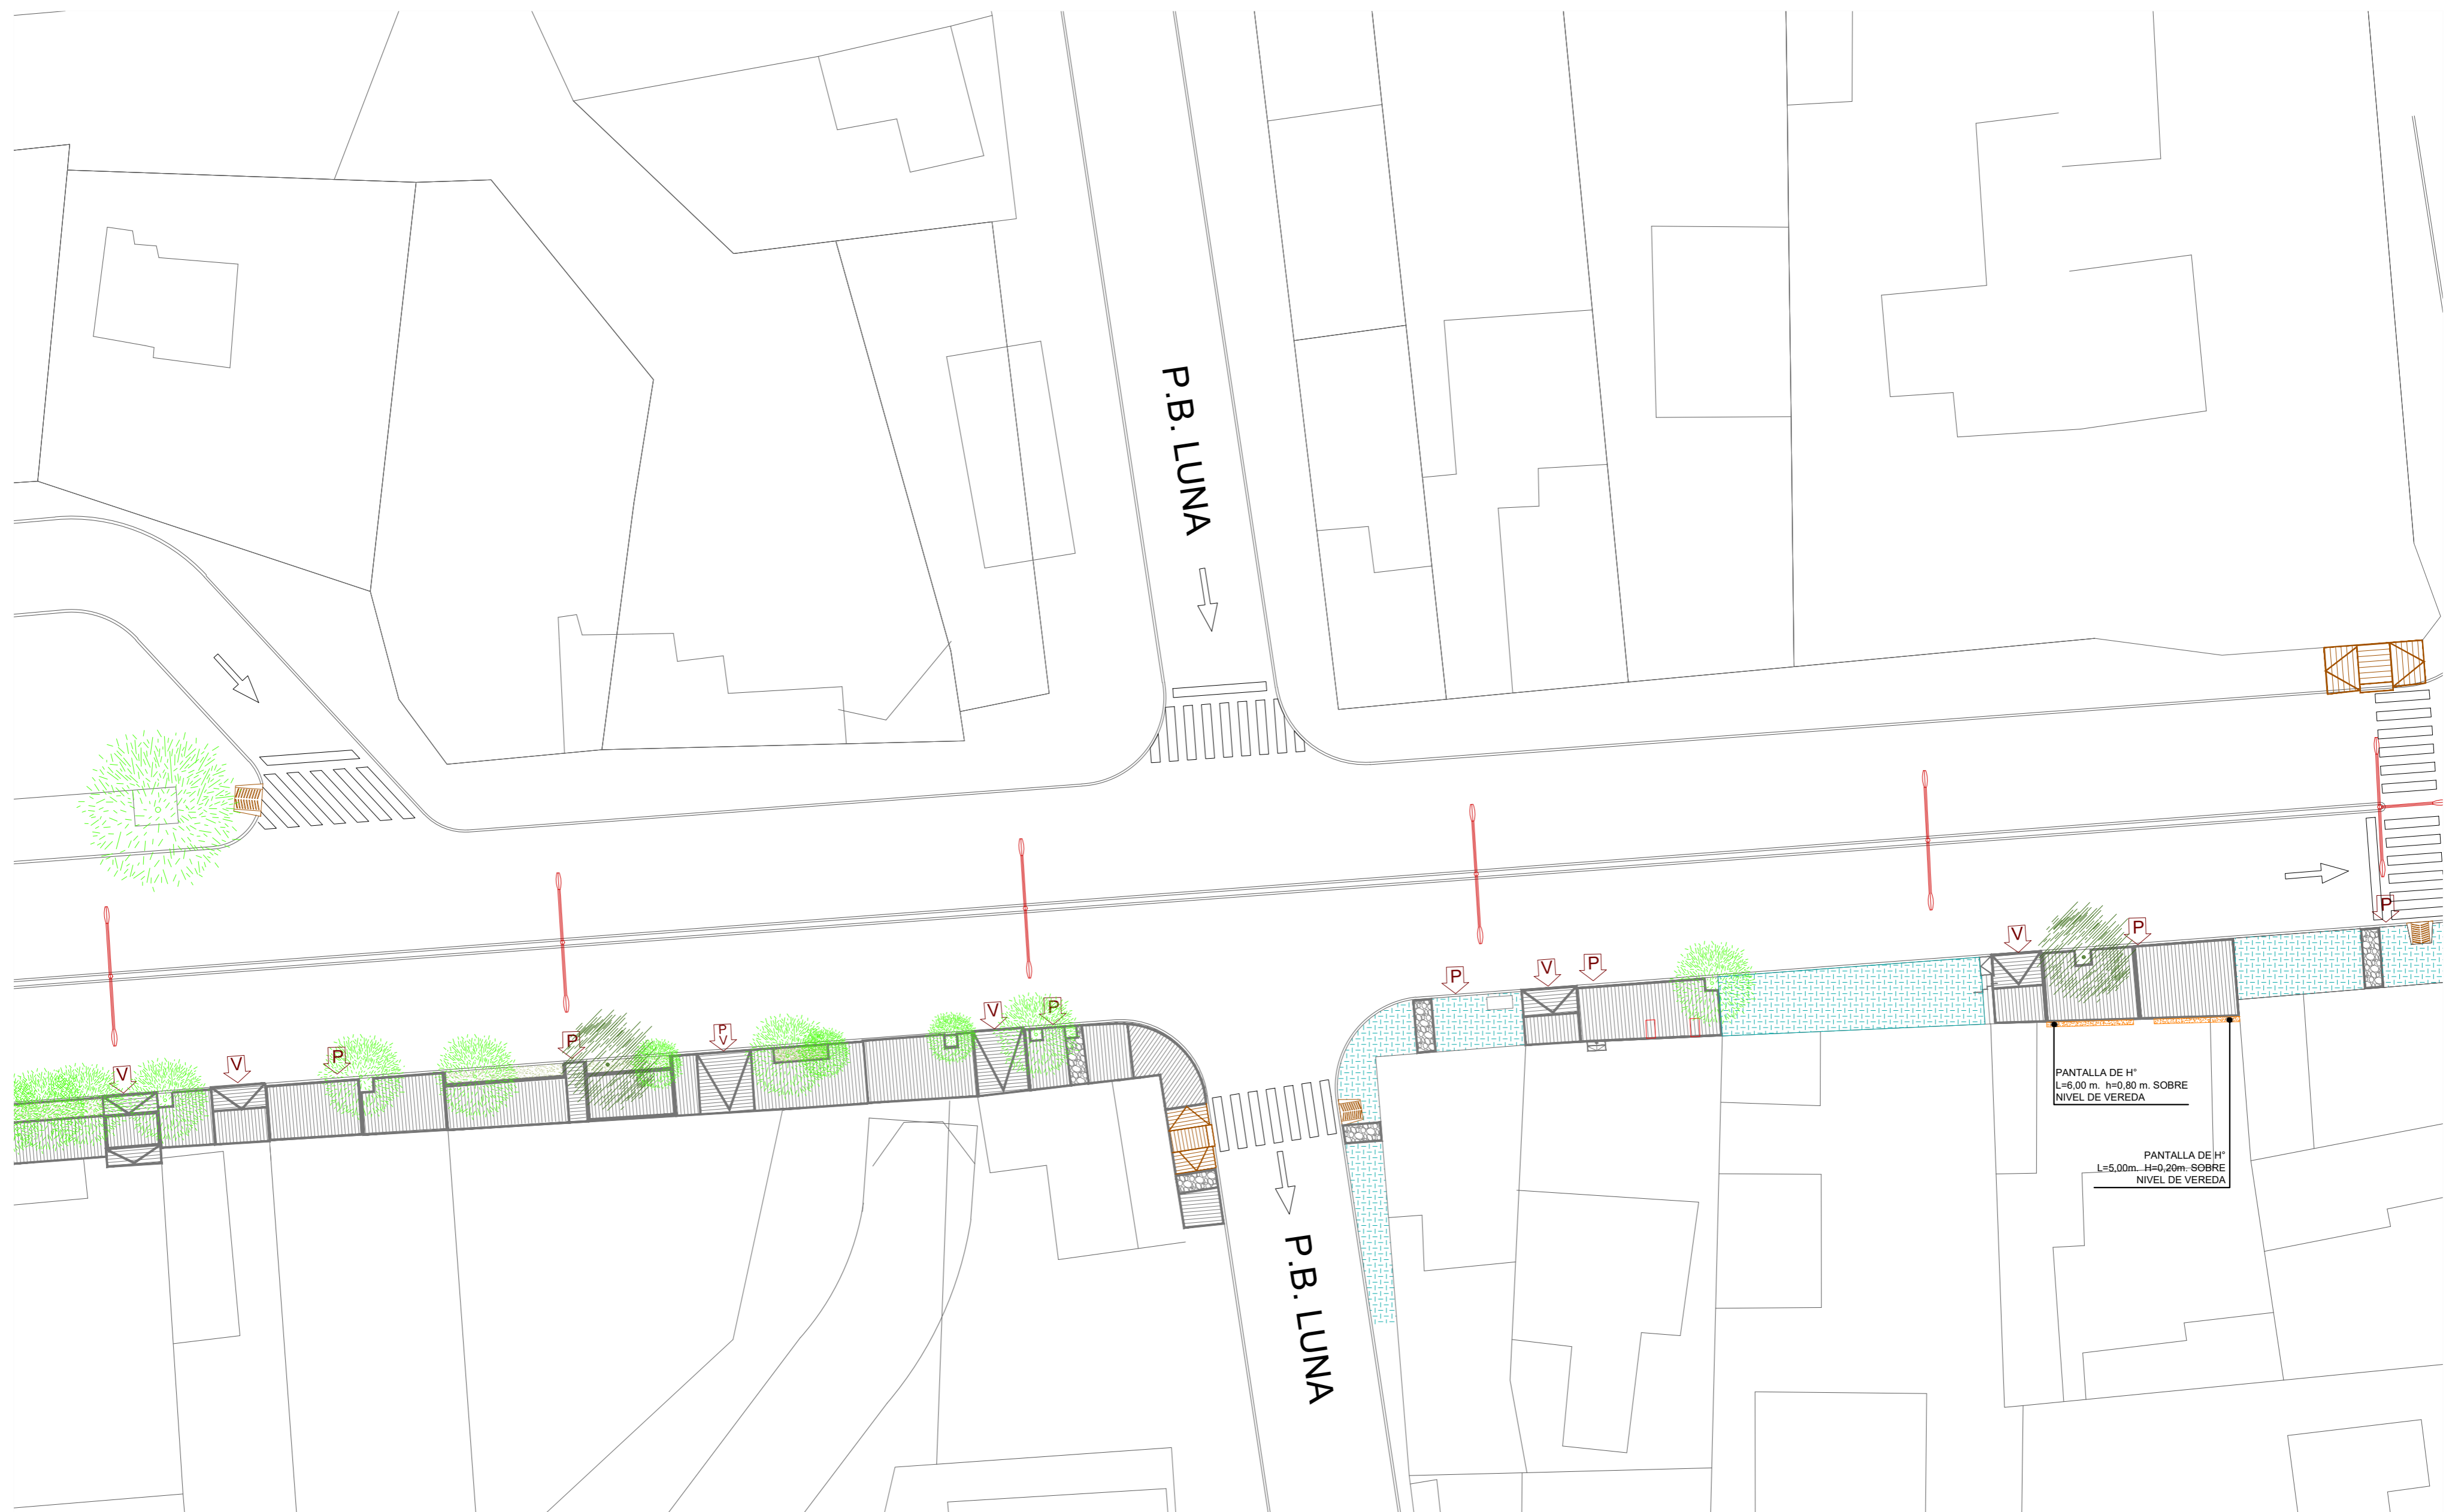 P.B. LUNA
P
V
P
V
P
P
V
P
V
P
P
V
P
P
V
V
P
P.B. LUNA
PANTALLA DE H°
L=6,00 m. h=0,80 m. SOBRE
NIVEL DE VEREDA
PANTALLA DE H°
L=5,00m. H=0,20m. SOBRE
NIVEL DE VEREDA